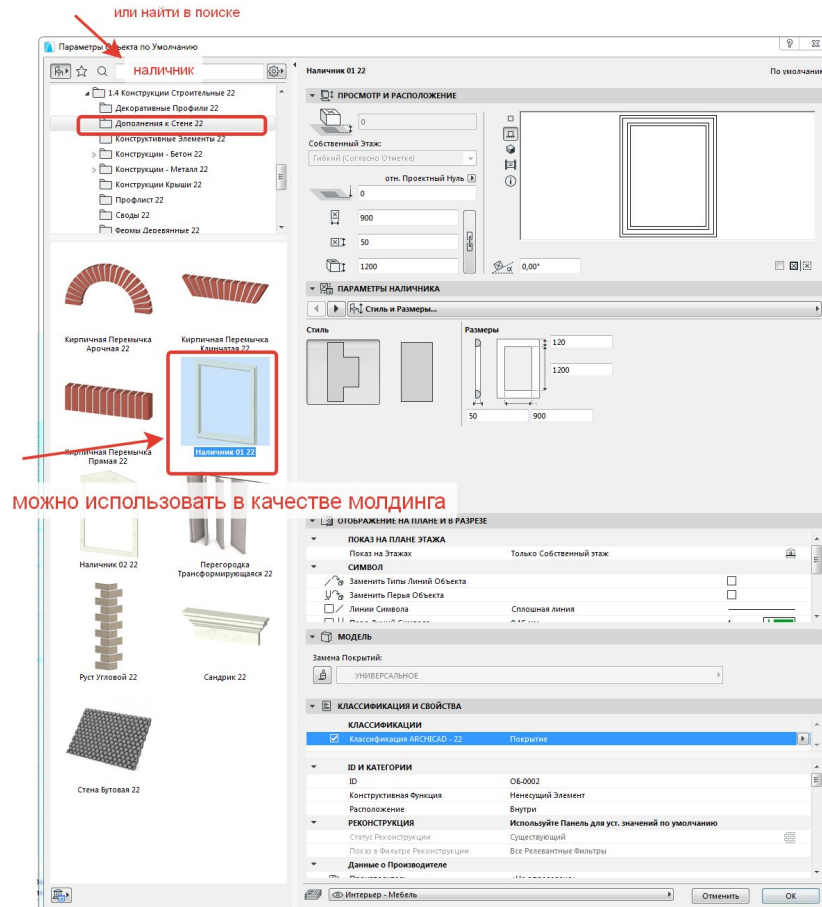 или найти в поиске
Параметры Объекта по Умолчанию
наличник
1.4 Конструкции Строительные 22
Декоративные Профили 22
Дополнения к Стене 22
Конструктивные Элементы 22
Конструкции - Бетон 22
Конструкции - Металл 22
Конструкции Крыши 22
Профлист 22
Своды 22
Фермы Деревянные 22
Кирпичная Перемычка
Арочная 22
Кирпичная Перемычка
Клинчатая 22
Кирпичная Перемычка
Прямая 22
Наличник 01 22
можно использовать в качестве молдинга
Наличник 02 22
Перегородка
Трансформирующаяся 22
Руст Угловой 22
Сандрик 22
Стена Бутовая 22
Наличник 01 22
По умолчанию
ПРОСМОТР И РАСПОЛОЖЕНИЕ
0
Собственный Этаж:
Гибкий (Согласно Отметке)
отн. Проектный Нуль
0
900
50
1200
α 0,00°
ПАРАМЕТРЫ НАЛИЧНИКА
Стиль и Размеры...
Стиль
Размеры
120
1200
50 900
ОТОБРАЖЕНИЕ НА ПЛАНЕ И В РАЗРЕЗЕ
ПОКАЗ НА ПЛАНЕ ЭТАЖА
Показ на Этажах Только Собственный этаж
СИМВОЛ
Заменить Типы Линий Объекта
Заменить Перья Объекта
Линии Символа Сплошная линия
МОДЕЛЬ
Замена Покрытий:
УНИВЕРСАЛЬНОЕ
КЛАССИФИКАЦИЯ И СВОЙСТВА
КЛАССИФИКАЦИИ
Классификация ARCHICAD - 22 Покрытие
ID И КАТЕГОРИИ
ID ОБ-0002
Конструктивная Функция Ненесущий Элемент
Расположение Внутри
РЕКОНСТРУКЦИЯ Используйте Панель для уст. значений по умолчанию
Статус Реконструкции Существующий
Показ в Фильтре Реконструкции Все Релевантные Фильтры
Данные о Производителе
Интерьер - Мебель
Отменить
OK